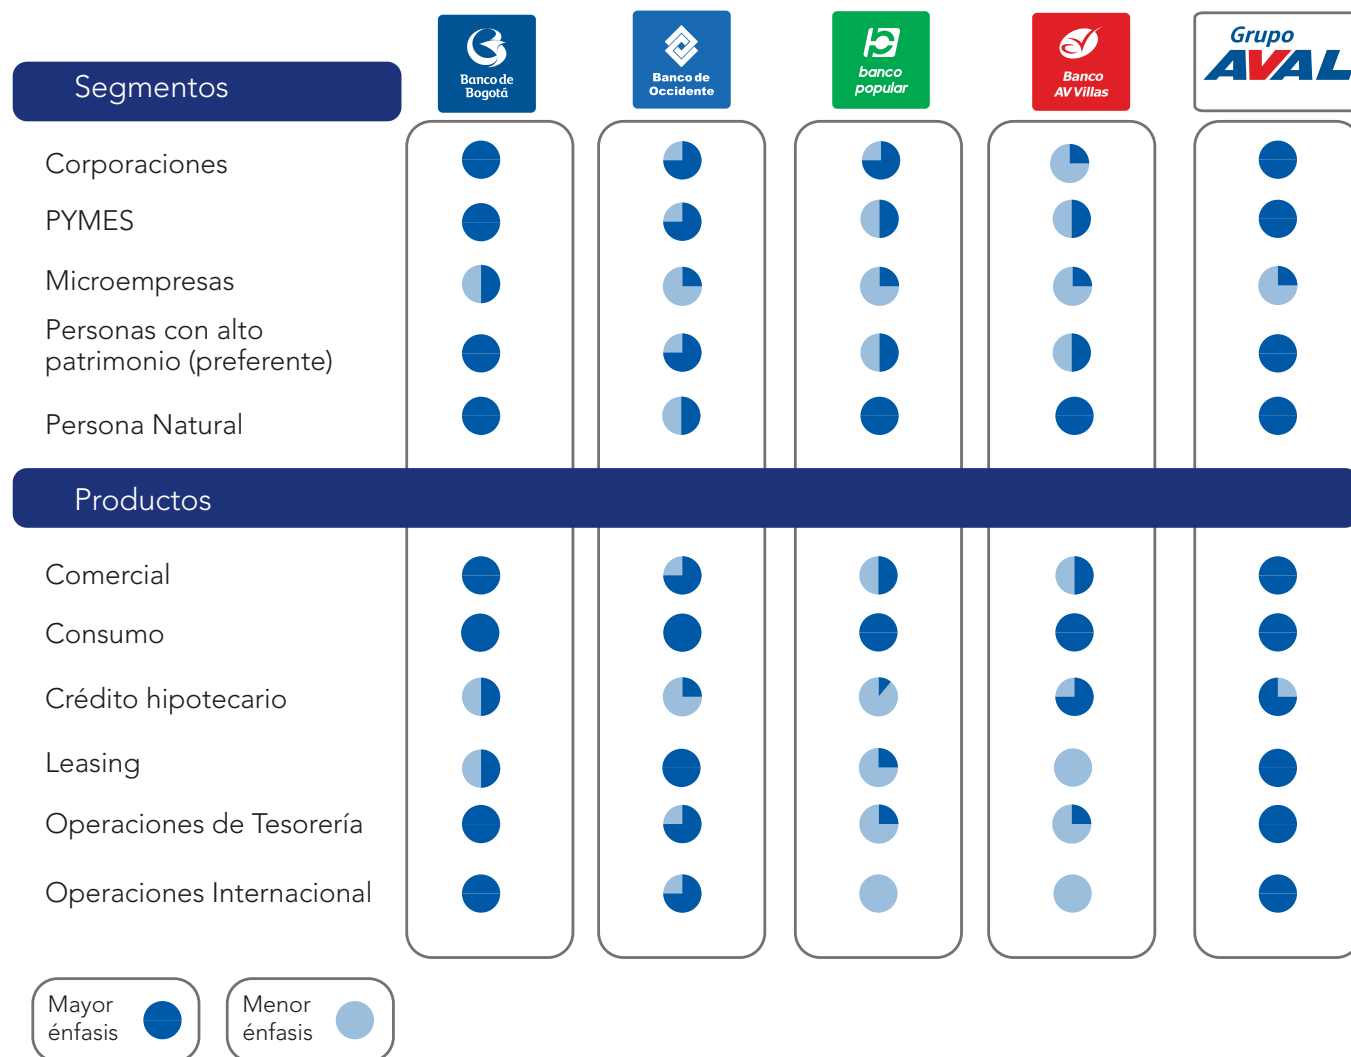 Segmentos
Banco de
Bogotá
Banco de
Occidente
banco
popular
Banco
AV Villas
Grupo
AVAL
Corporaciones
PYMES
Microempresas
Personas con alto
patrimonio (preferente)
Persona Natural
Productos
Comercial
Consumo
Crédito hipotecario
Leasing
Operaciones de Tesorería
Operaciones Internacional
Mayor
énfasis
Menor
énfasis